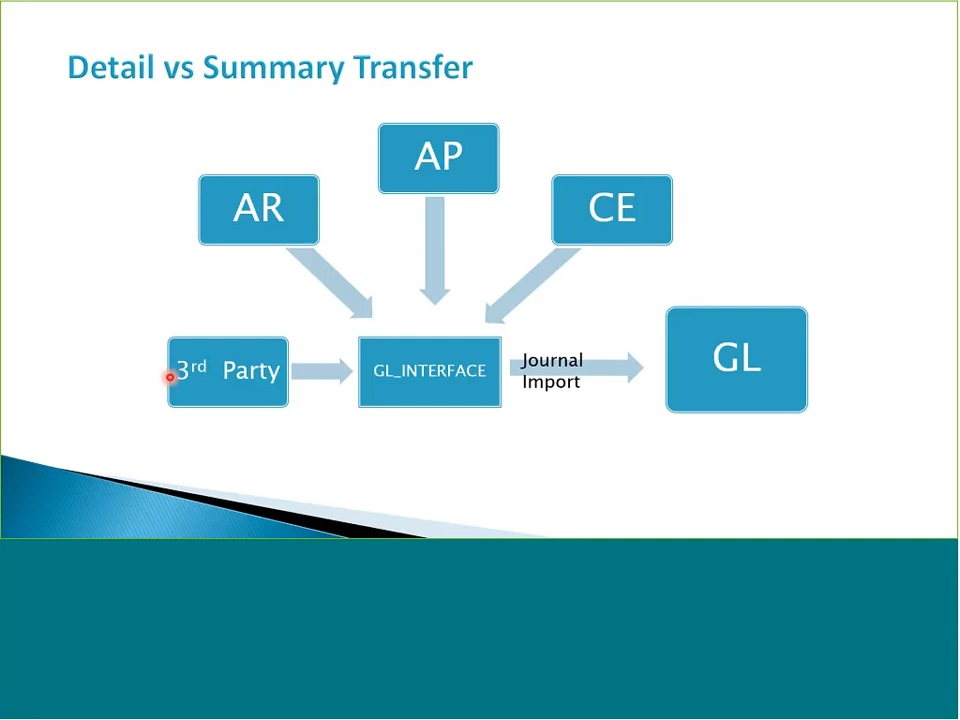 Detail vs Summary Transfer
AP
AR
CE
3rd Party
GL_INTERFACE
Journal
Import
GL